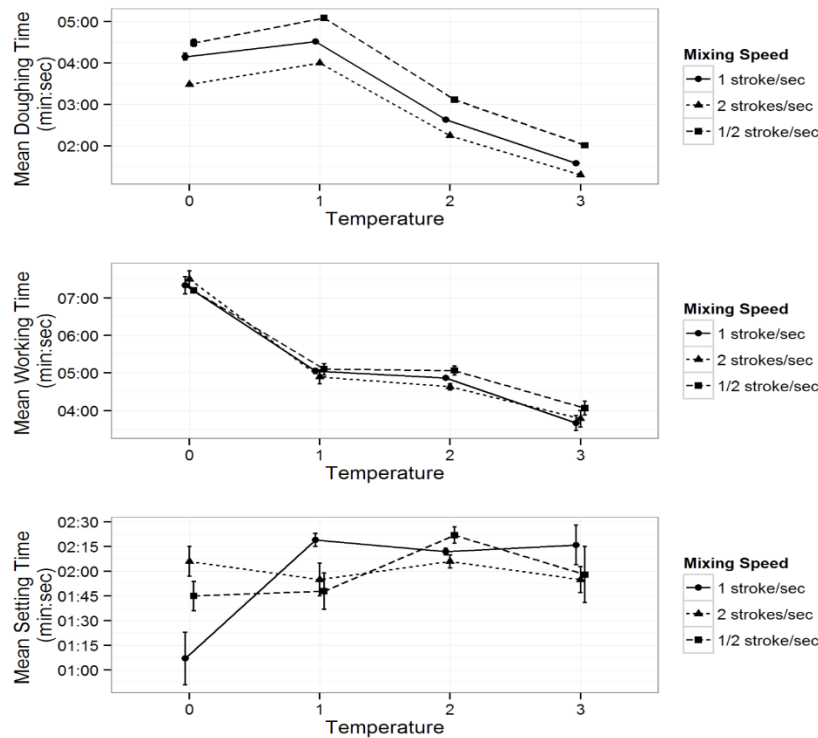 Mean Doughing Time
(min:sec)
05:00
04:00
03:00
02:00
0 1 2 3
Temperature
Mixing Speed
1 stroke/sec
2 strokes/sec
1/2 stroke/sec
Mean Working Time
(min:sec)
07:00
06:00
05:00
04:00
0 1 2 3
Temperature
Mixing Speed
1 stroke/sec
2 strokes/sec
1/2 stroke/sec
Mean Setting Time
(min:sec)
02:30
02:15
02:00
01:45
01:30
01:15
01:00
0 1 2 3
Temperature
Mixing Speed
1 stroke/sec
2 strokes/sec
1/2 stroke/sec